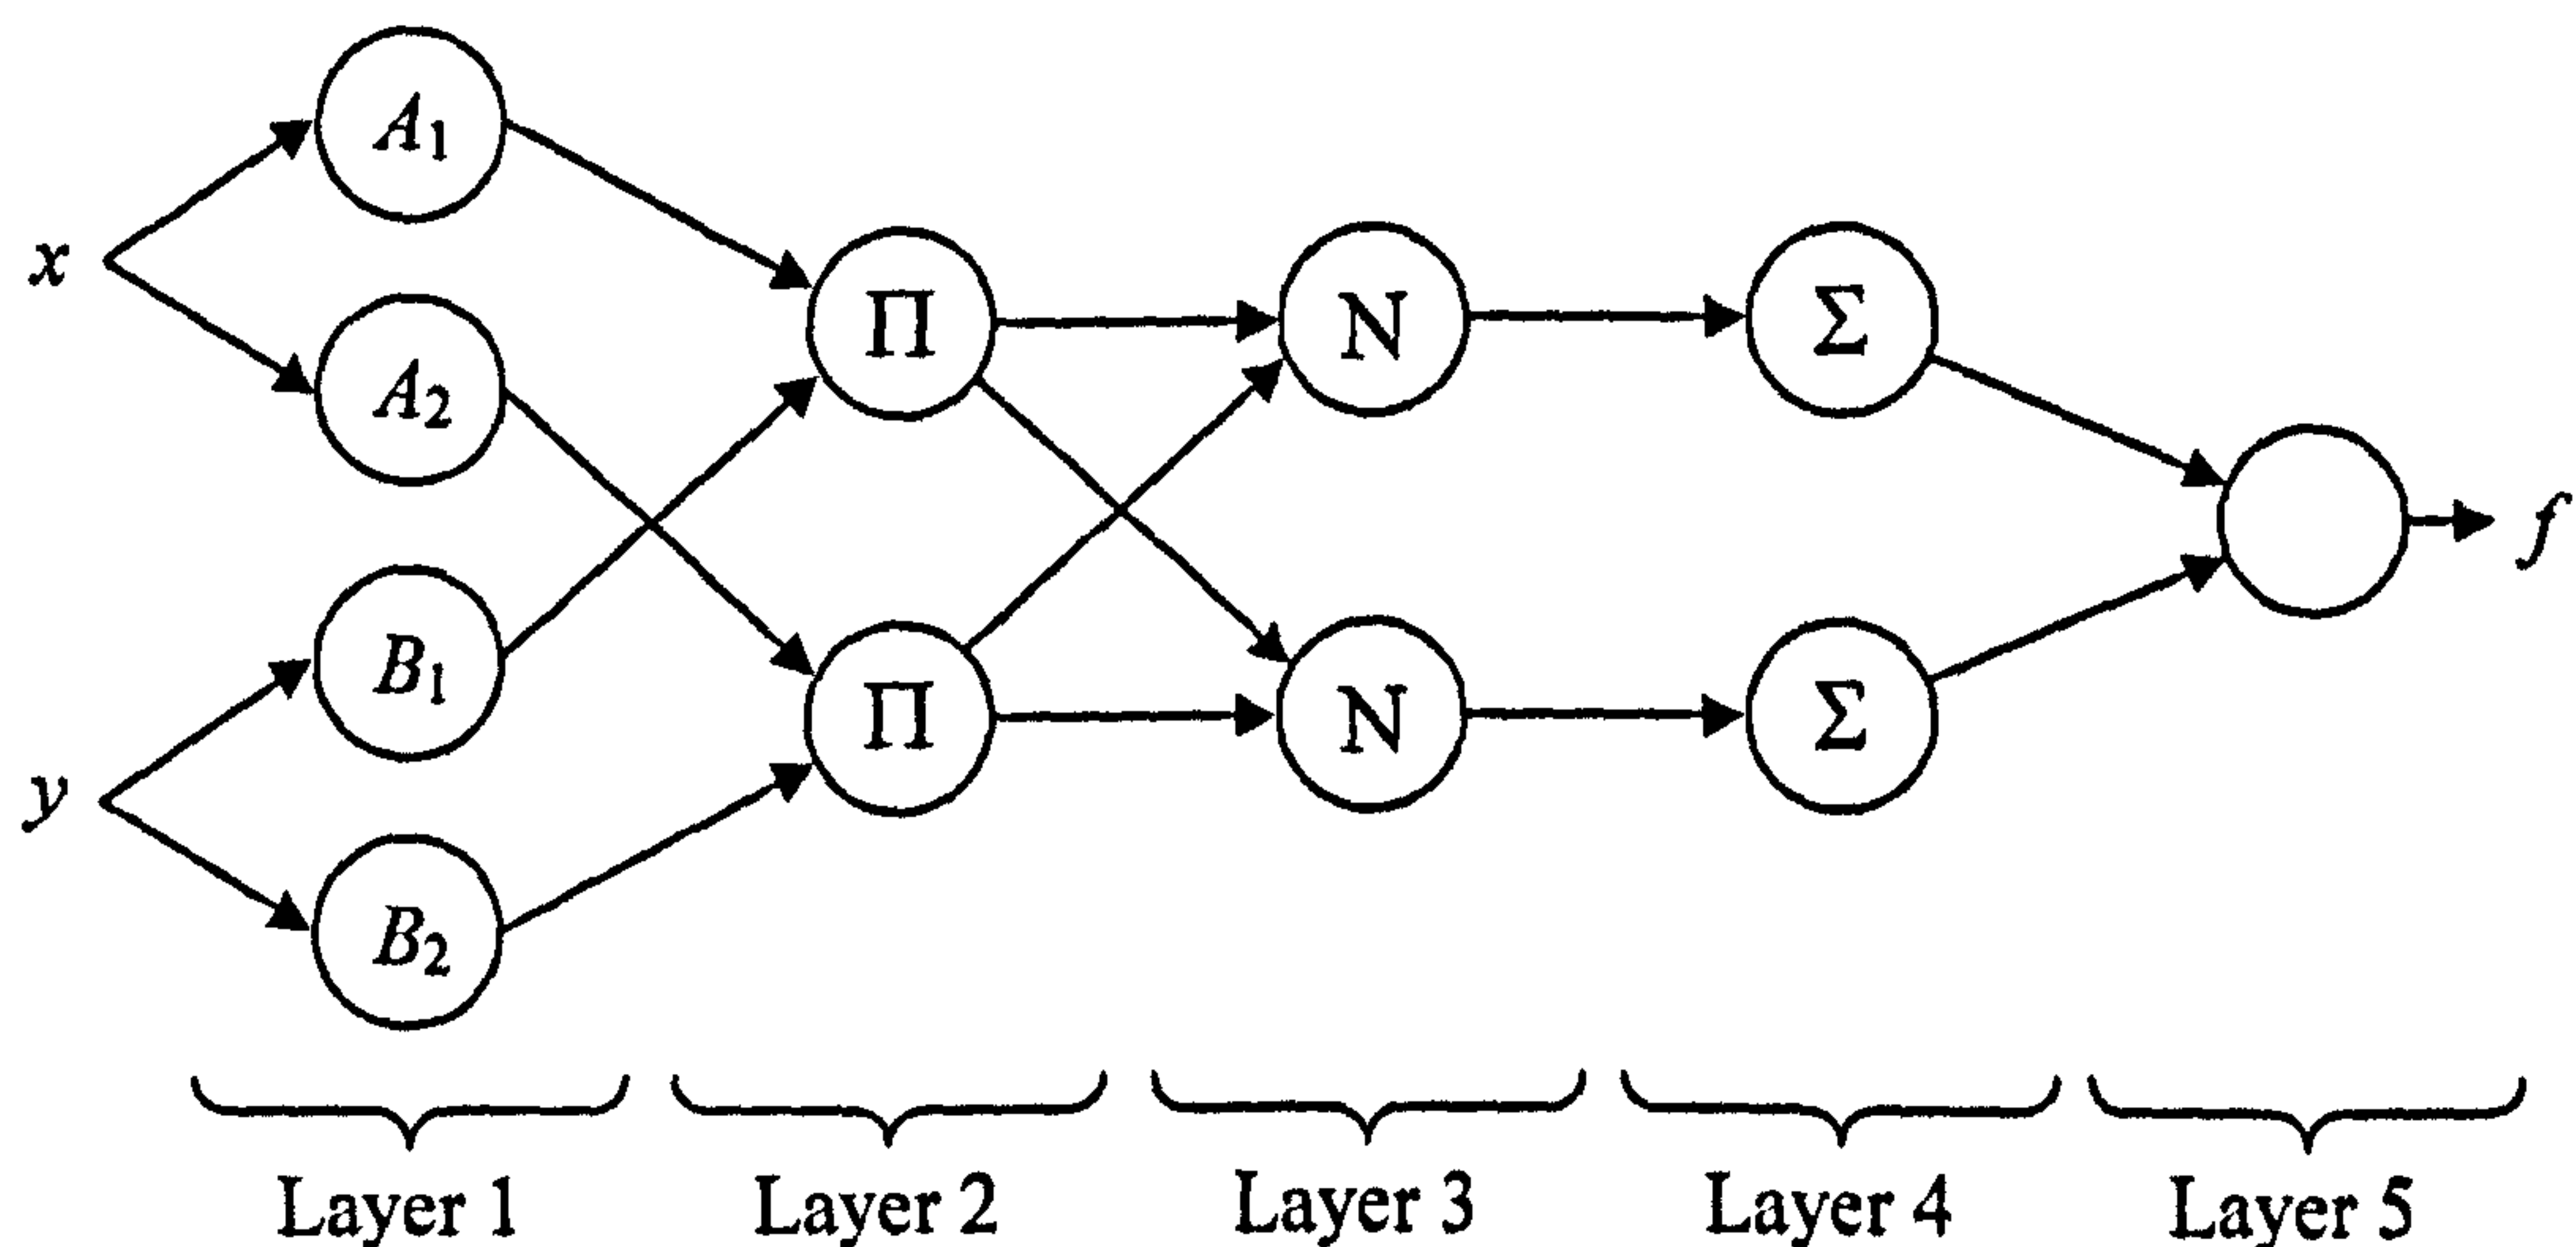 A₁
x
A₂
Π N Σ
f
B₁
Π N Σ
y
B₂
Layer 1 Layer 2 Layer 3 Layer 4 Layer 5